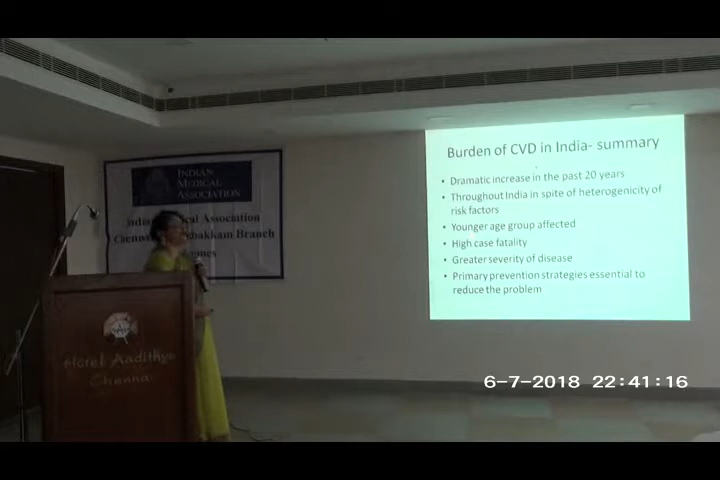 INDIAN
MEDICAL
ASSOCIATION
Association
Branch
Burden of CVD in India- summary
• Dramatic increase in the past 20 years
• Throughout India in spite of heterogenicity of
risk factors
• Younger age group affected
• High case fatality
• Greater severity of disease
• Primary prevention strategies essential to
reduce the problem
Hotel Aadithya
6-7-2018 22:41:16